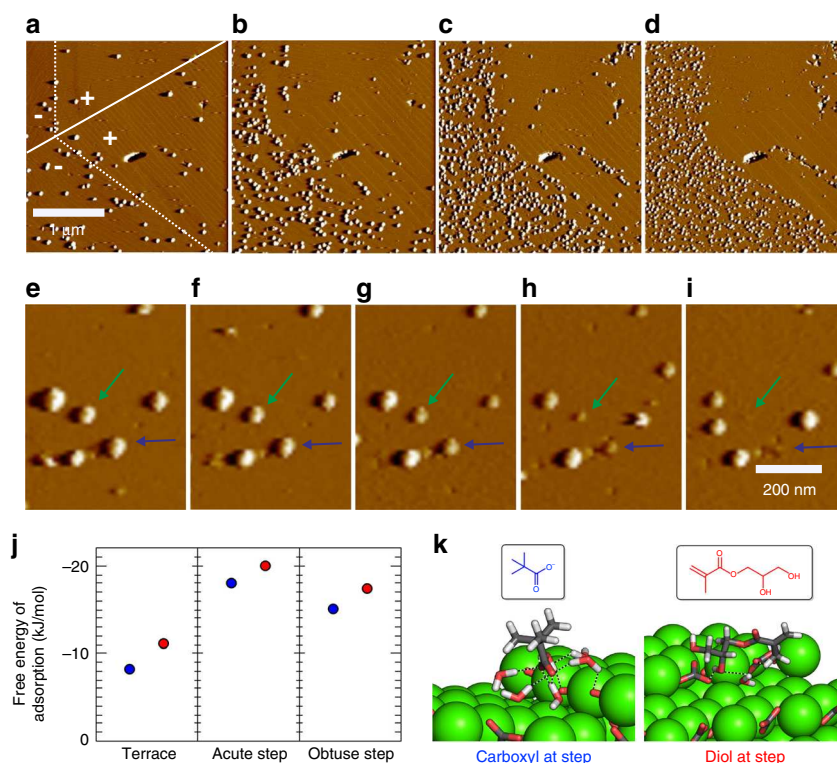 a
b
c
d
+
-
+
-
1 μm
e
f
g
h
i
200 nm
j
k
–20
–10
0
Free energy of
adsorption (kJ/mol)
Terrace
Acute step
Obtuse step
O⁻
O
O
O
OH
OH
Carboxyl at step
Diol at step